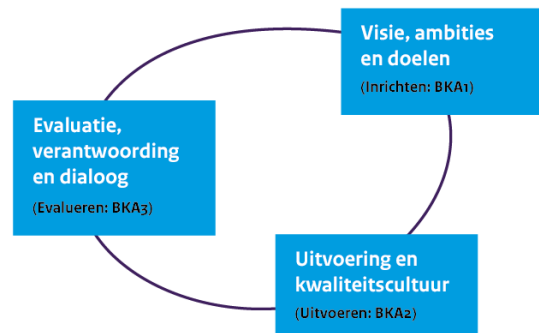 Visie, ambities
en doelen
(Inrichten: BKA1)
Evaluatie,
verantwoording
en dialoog
(Evalueren: BKA3)
Uitvoering en
kwaliteitscultuur
(Uitvoeren: BKA2)